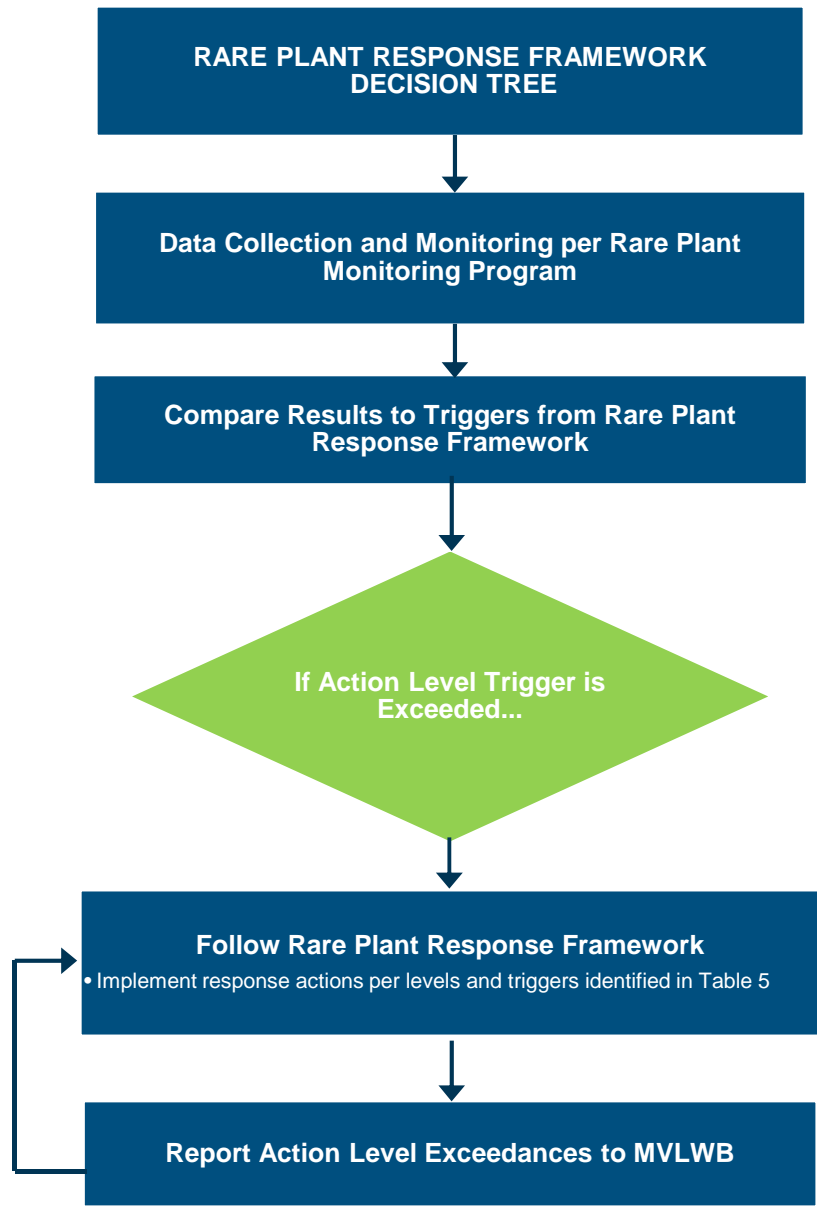 RARE PLANT RESPONSE FRAMEWORK
DECISION TREE
Data Collection and Monitoring per Rare Plant
Monitoring Program
Compare Results to Triggers from Rare Plant
Response Framework
If Action Level Trigger is
Exceeded...
Follow Rare Plant Response Framework
• Implement response actions per levels and triggers identified in Table 5
Report Action Level Exceedances to MVLWB